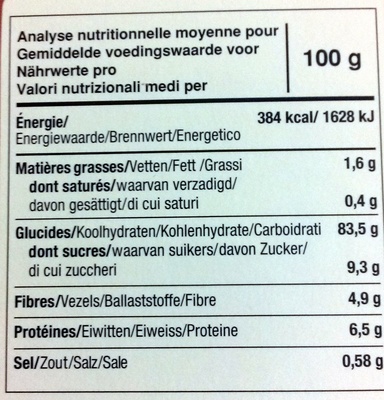 Analyse nutritionnelle moyenne pour
Gemiddelde voedingswaarde voor
Nährwerte pro
Valori nutrizionali medi per
100 g
Énergie/ 384 kcal/ 1628 kJ
Energiewaarde/Brennwert/Energetico
Matières grasses/Vetten/Fett /Grassi 1,6 g
dont saturés/waarvan verzadigd/
davon gesättigt/di cui saturi 0,4 g
Glucides/Koolhydraten/Kohlenhydrate/Carboidrati 83,5 g
dont sucres/waarvan suikers/davon Zucker/
di cui zuccheri 9,3 g
Fibres/Vezels/Ballaststoffe/Fibre 4,9 g
Protéines/Eiwitten/Eiweiss/Proteine 6,5 g
Sel/Zout/Salz/Sale 0,58 g